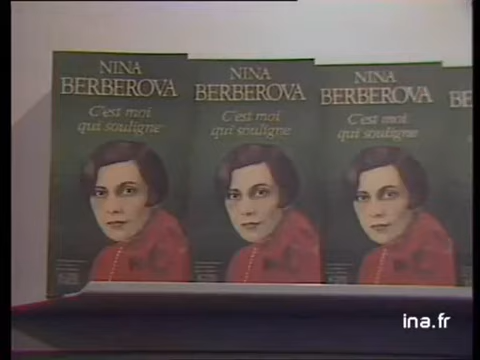 NINA
BERBEROVA
C'est moi
qui souligne
NINA
BERBEROVA
C'est moi
qui souligne
NINA
BERBEROVA
C'est moi
qui souligne
BE
ina.fr